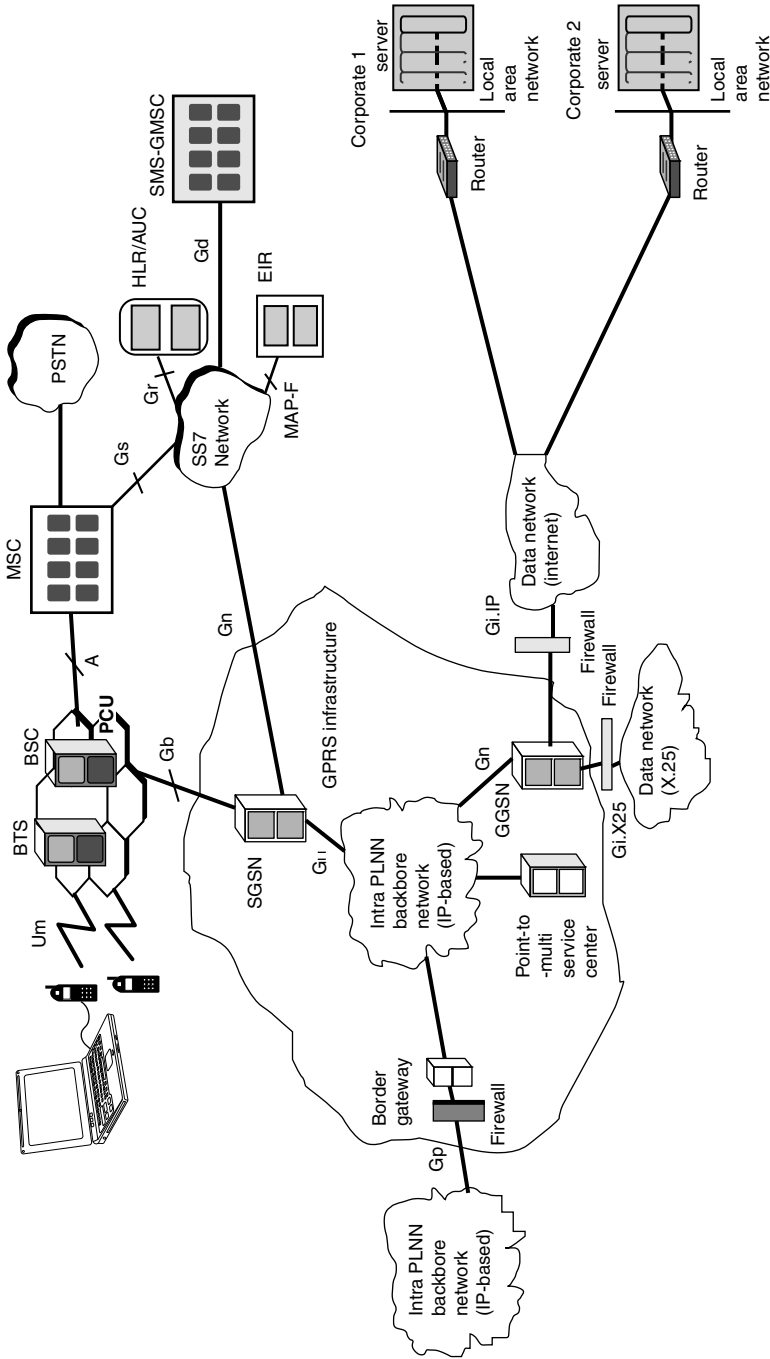 Um
BTS
BSC
PCU
A
MSC
PSTN
Gb
Gs
Gr
HLR/AUC
SMS-GMSC
Gd
SS7
Network
MAP-F
EIR
SGSN
Gn
GPRS infrastructure
Intra PLNN
backbore
network
(IP-based)
Gp
Border
gateway
Firewall
Intra PLNN
backbore
network
(IP-based)
Gn
GGSN
Point-to
-multi
service
center
Gi.IP
Firewall
Gi.X25
Firewall
Data network
(X.25)
Data network
(internet)
Router
Corporate 1
server
Local
area
network
Router
Corporate 2
server
Local
area
network